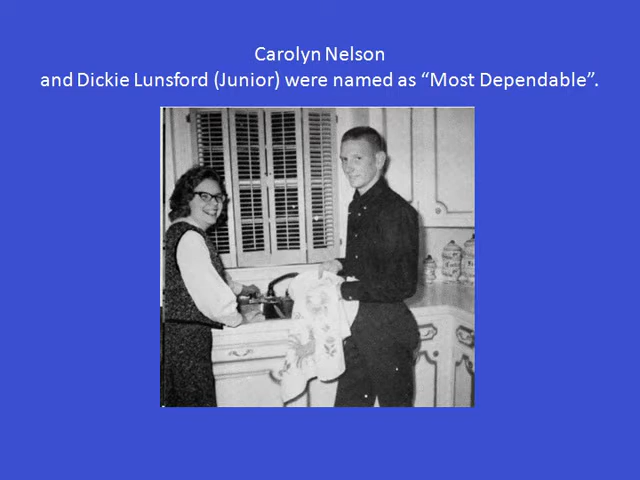 Carolyn Nelson
and Dickie Lunsford (Junior) were named as “Most Dependable”.